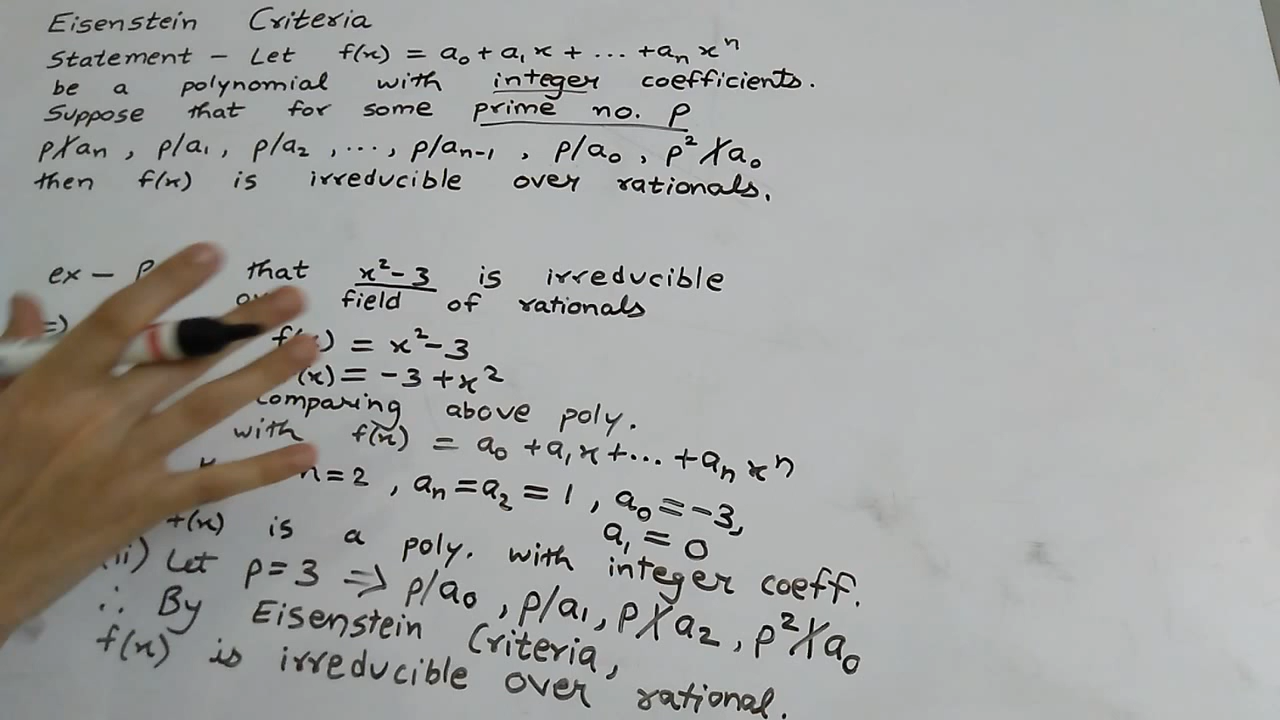 Eisenstein Criteria
Statement - Let f(x) = a₀ + a₁x + ... + aₙxⁿ
be a polynomial with integer coefficients.
Suppose that for some prime no. p
p∤aₙ, p/a₁, p/a₂, ..., p/aₙ₋₁, p/a₀, p²∤a₀
then f(x) is irreducible over rationals.
ex - that x²-3 is irreducible
field of rationals
=) f(x) = x²-3
(x) = -3 + x²
comparing above poly.
with f(x) = a₀ + a₁x + ... + aₙxⁿ
n=2, aₙ=a₂=1, a₀=-3,
a₁=0
f(x) is a poly. with integer coeff.
(ii) Let p=3 => p/a₀, p/a₁, p∤a₂, p²∤a₀
∴ By Eisenstein Criteria,
f(x) is irreducible over rational.